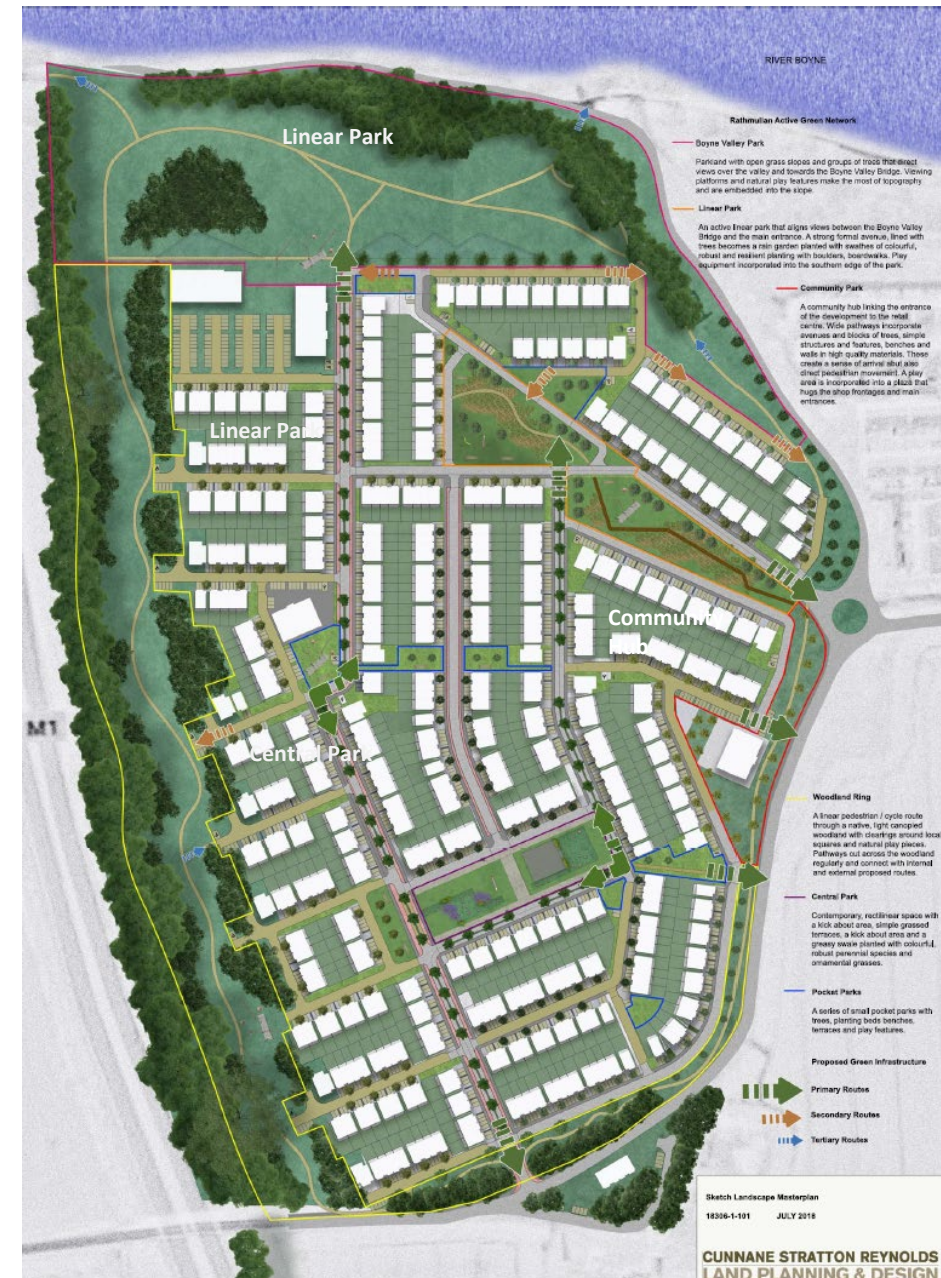 RIVER BOYNE
Rathmullan Active Green Network
Boyne Valley Park
Parkland with open grass slopes and groups of trees that direct
views over the valley and towards the Boyne Valley Bridge. Viewing
platforms and natural play features make the most of topography
and are embedded into the slope.
Linear Park
An active linear park that aligns views between the Boyne Valley
Bridge and the main entrance. A strong formal avenue, lined with
trees becomes a rain garden planted with swathes of colourful,
robust and resilient planting with boulders, boardwalks. Play
equipment incorporated into the southern edge of the park.
Community Park
A community hub linking the entrance
of the development to the retail
centre. Wide pathways incorporate
avenues and blocks of trees, simple
structures and features, benches and
walls in high quality materials. These
create a sense of arrival abut also
direct pedestrian movement. A play
area is incorporated into a plaza that
hugs the shop frontages and main
entrances.
Linear Park
Linear Park
Community
hub
M1
Central Park
Woodland Ring
A linear pedestrian / cycle route
through a native, light canopied
woodland with clearings around local
squares and natural play pieces.
Pathways cut across the woodland
regularly and connect with internal
and external proposed routes.
Central Park
Contemporary, rectilinear space with
a kick about area, simple grassed
terraces, a kick about area and a
greasy swale planted with colourful,
robust perennial species and
ornamental grasses.
Pocket Parks
A series of small pocket parks with
trees, planting beds benches,
terraces and play features.
Proposed Green Infrastructure
Primary Routes
Secondary Routes
Tertiary Routes
Sketch Landscape Masterplan
18306-1-101 JULY 2018
CUNNANE STRATTON REYNOLDS
LAND PLANNING & DESIGN